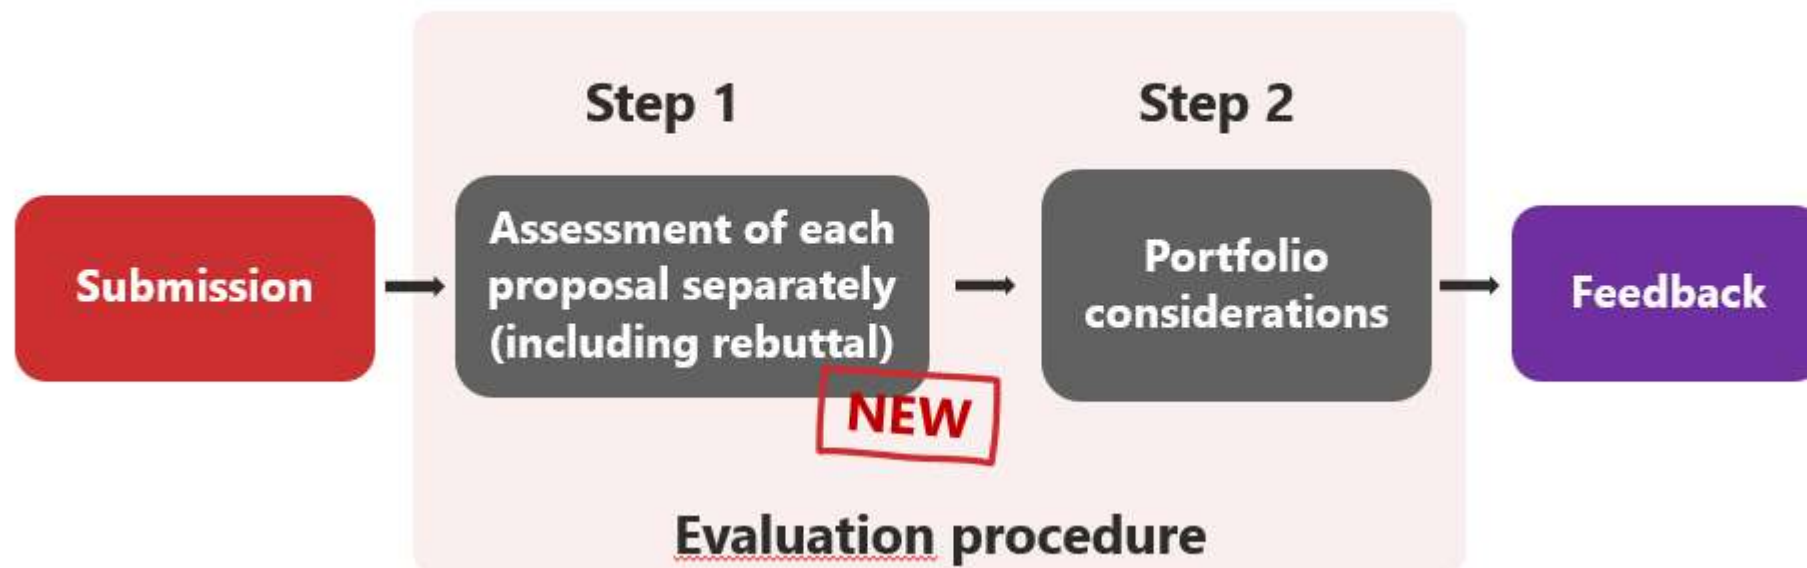 Step 1
Step 2
Submission
Assessment of each
proposal separately
(including rebuttal)
NEW
Portfolio
considerations
Feedback
Evaluation procedure